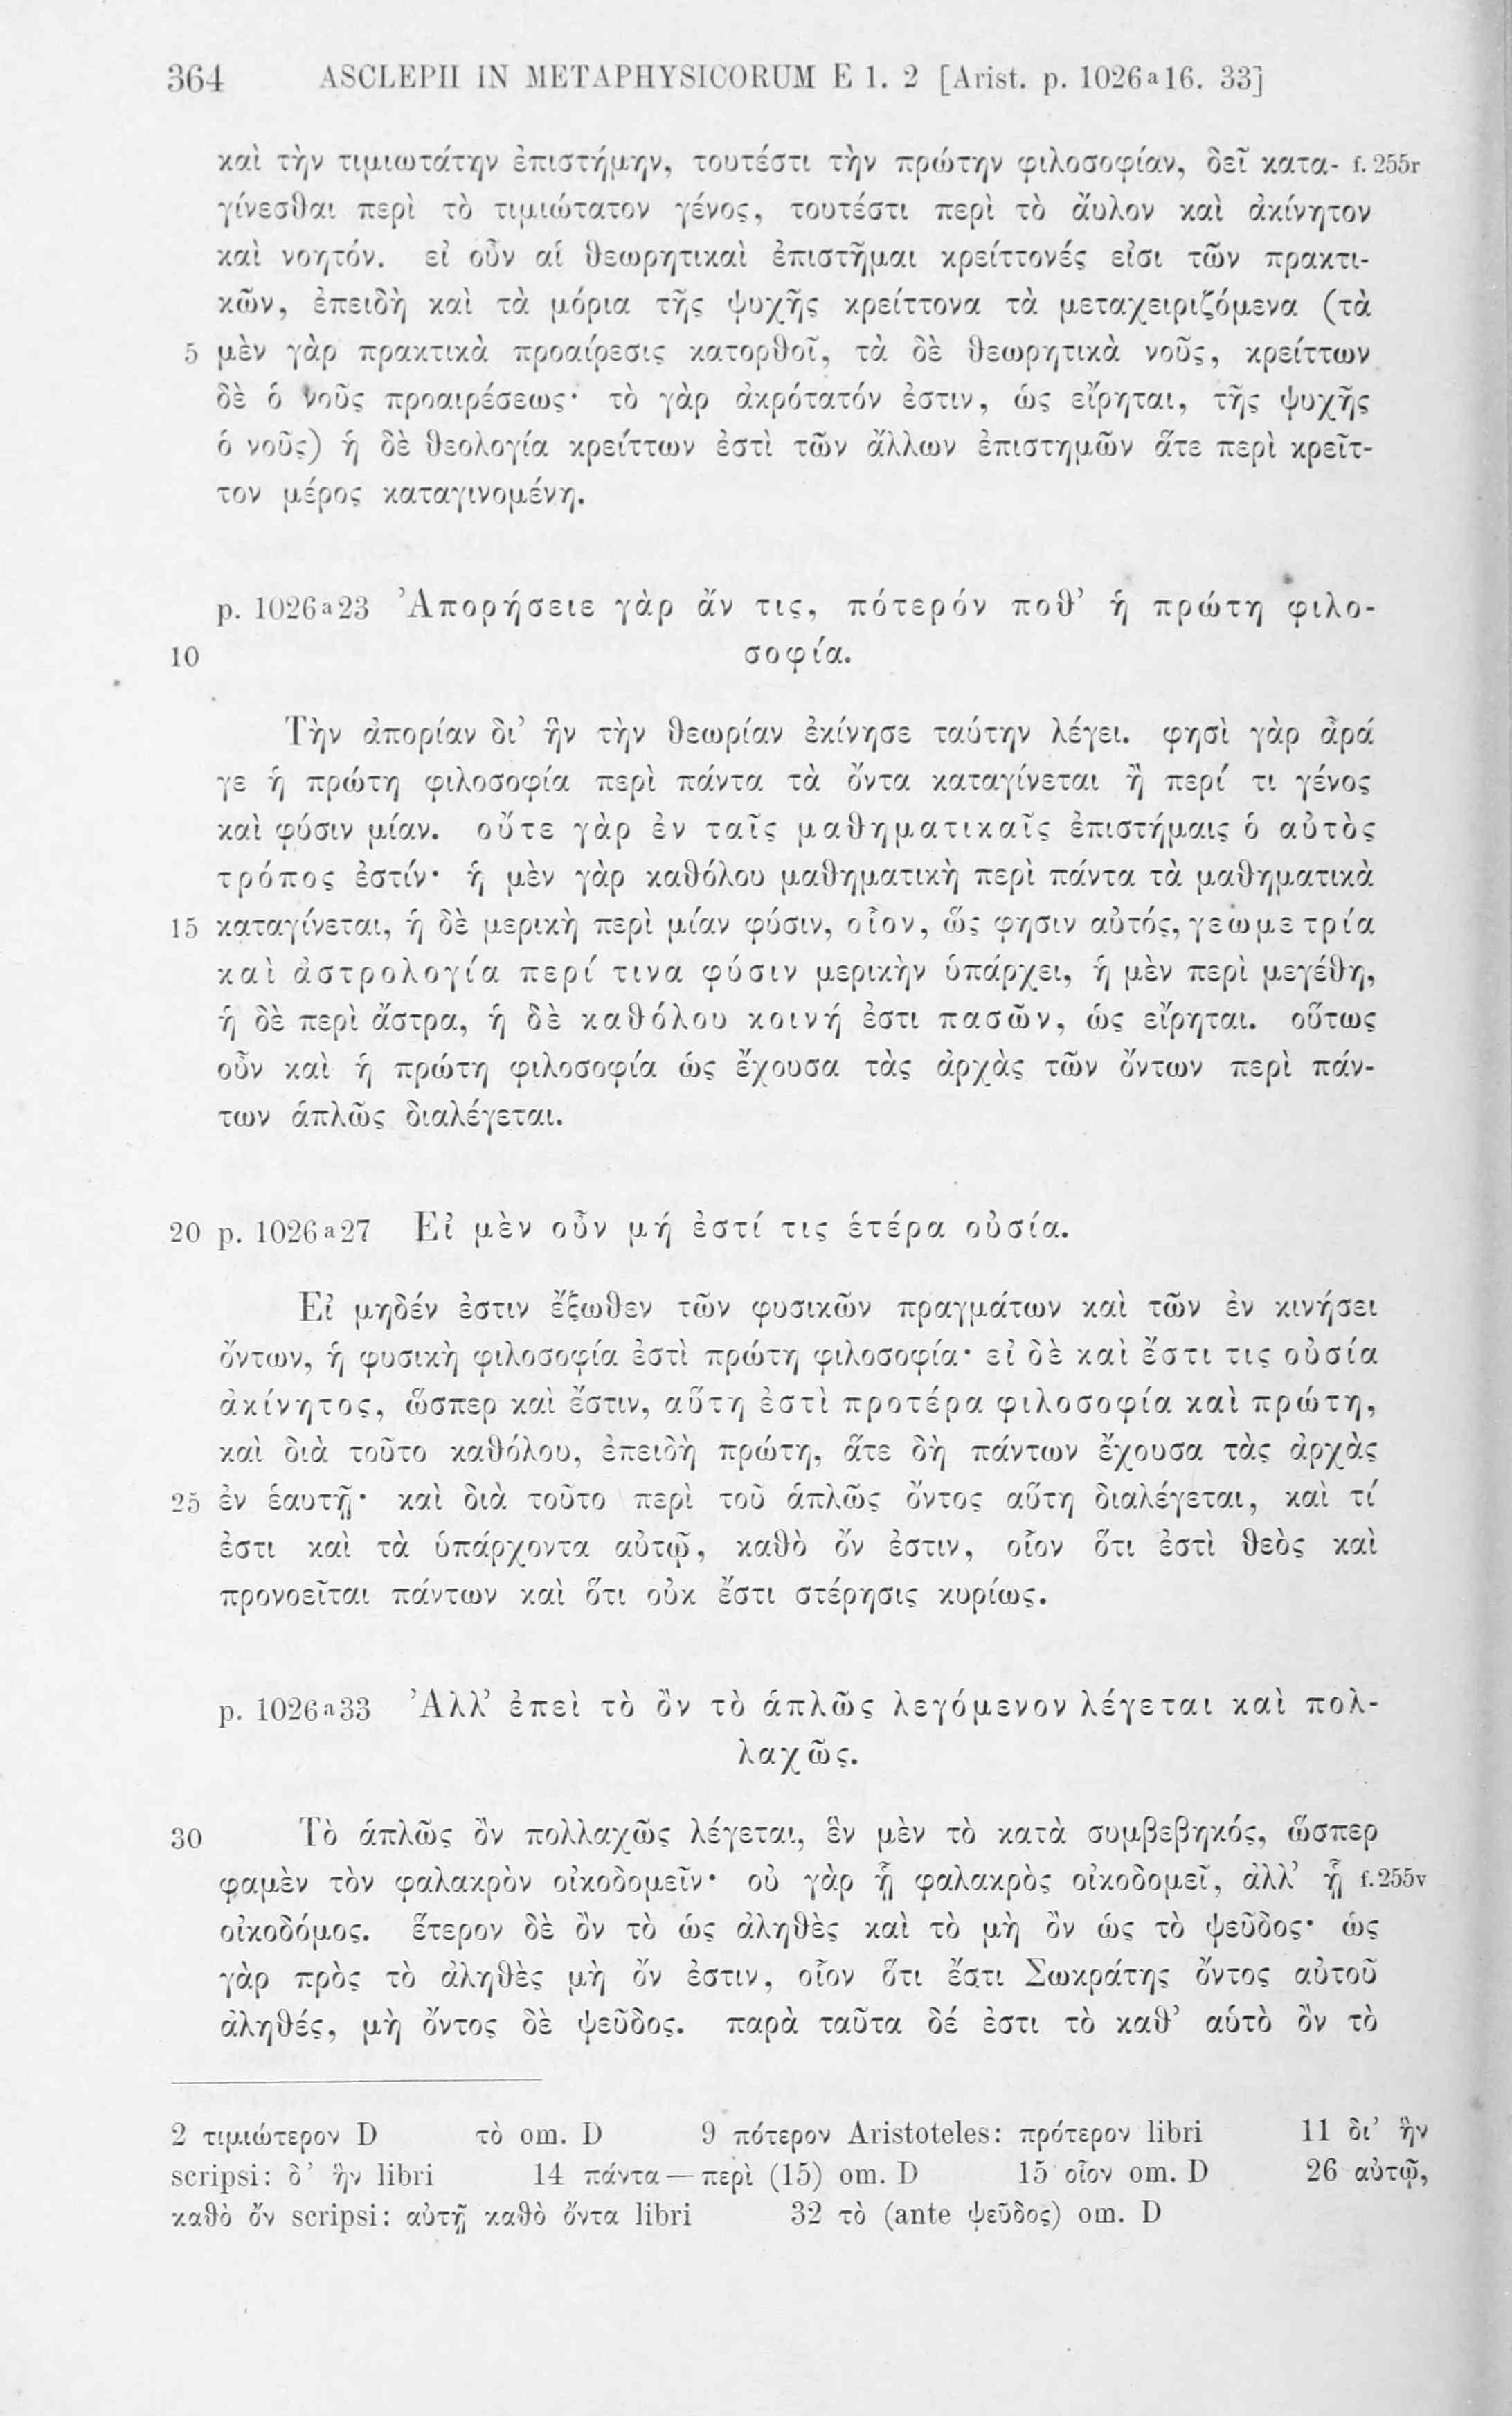 364 ASCLEPII IN METAPHYSICORUM E 1. 2 [Arist. p. 1026ᵃ16. 33]
καὶ τὴν τιμιωτάτην ἐπιστήμην, τουτέστι τὴν πρώτην φιλοσοφίαν, δεῖ κατα- f. 255r
γίνεσθαι περὶ τὸ τιμιώτατον γένος, τουτέστι περὶ τὸ ἄυλον καὶ ἀκίνητον
καὶ νοητόν. εἰ οὖν αἱ θεωρητικαὶ ἐπιστῆμαι κρείττονές εἰσι τῶν πρακτι-
κῶν, ἐπειδὴ καὶ τὰ μόρια τῆς ψυχῆς κρείττονα τὰ μεταχειριζόμενα (τὰ
5 μὲν γὰρ πρακτικὰ προαίρεσις κατορθοῖ, τὰ δὲ θεωρητικὰ νοῦς, κρείττων
δὲ ὁ νοῦς προαιρέσεως· τὸ γὰρ ἀκρότατόν ἐστιν, ὡς εἴρηται, τῆς ψυχῆς
ὁ νοῦς) ἡ δὲ θεολογία κρείττων ἐστὶ τῶν ἄλλων ἐπιστημῶν ἅτε περὶ κρεῖτ-
τον μέρος καταγινομένη.
p. 1026ᵃ23 Ἀπορήσειε γὰρ ἄν τις, πότερόν ποθ’ ἡ πρώτη φιλο-
10 σοφία.
Τὴν ἀπορίαν δι’ ἣν τὴν θεωρίαν ἐκίνησε ταύτην λέγει. φησὶ γὰρ ἆρά
γε ἡ πρώτη φιλοσοφία περὶ πάντα τὰ ὄντα καταγίνεται ἢ περί τι γένος
καὶ φύσιν μίαν. οὔτε γὰρ ἐν ταῖς μαθηματικαῖς ἐπιστήμαις ὁ αὐτὸς
τρόπος ἐστίν· ἡ μὲν γὰρ καθόλου μαθηματικὴ περὶ πάντα τὰ μαθηματικὰ
15 καταγίνεται, ἡ δὲ μερικὴ περὶ μίαν φύσιν, οἷον, ὥς φησιν αὐτός, γεωμετρία
καὶ ἀστρολογία περί τινα φύσιν μερικὴν ὑπάρχει, ἡ μὲν περὶ μεγέθη,
ἡ δὲ περὶ ἄστρα, ἡ δὲ καθόλου κοινή ἐστι πασῶν, ὡς εἴρηται. οὕτως
οὖν καὶ ἡ πρώτη φιλοσοφία ὡς ἔχουσα τὰς ἀρχὰς τῶν ὄντων περὶ πάν-
των ἁπλῶς διαλέγεται.
20 p. 1026ᵃ27 Εἰ μὲν οὖν μή ἐστί τις ἑτέρα οὐσία.
Εἰ μηδέν ἐστιν ἔξωθεν τῶν φυσικῶν πραγμάτων καὶ τῶν ἐν κινήσει
ὄντων, ἡ φυσικὴ φιλοσοφία ἐστὶ πρώτη φιλοσοφία· εἰ δὲ καὶ ἔστι τις οὐσία
ἀκίνητος, ὥσπερ καὶ ἔστιν, αὕτη ἐστὶ προτέρα φιλοσοφία καὶ πρώτη,
καὶ διὰ τοῦτο καθόλου, ἐπειδὴ πρώτη, ἅτε δὴ πάντων ἔχουσα τὰς ἀρχὰς
25 ἐν ἑαυτῇ· καὶ διὰ τοῦτο περὶ τοῦ ἁπλῶς ὄντος αὕτη διαλέγεται, καὶ τί
ἐστι καὶ τὰ ὑπάρχοντα αὐτῷ, καθὸ ὄν ἐστιν, οἷον ὅτι ἐστὶ θεὸς καὶ
προνοεῖται πάντων καὶ ὅτι οὐκ ἔστι στέρησις κυρίως.
p. 1026ᵃ33 Ἀλλ’ ἐπεὶ τὸ ὂν τὸ ἁπλῶς λεγόμενον λέγεται καὶ πολ-
λαχῶς.
30 Τὸ ἁπλῶς ὂν πολλαχῶς λέγεται, ἓν μὲν τὸ κατὰ συμβεβηκός, ὥσπερ
φαμὲν τὸν φαλακρὸν οἰκοδομεῖν· οὐ γὰρ ᾗ φαλακρὸς οἰκοδομεῖ, ἀλλ’ ᾗ f. 255v
οἰκοδόμος. ἕτερον δὲ ὂν τὸ ὡς ἀληθὲς καὶ τὸ μὴ ὂν ὡς τὸ ψεῦδος· ὡς
γὰρ πρὸς τὸ ἀληθὲς μὴ ὄν ἐστιν, οἷον ὅτι ἔστι Σωκράτης ὄντος αὐτοῦ
ἀληθές, μὴ ὄντος δὲ ψεῦδος. παρὰ ταῦτα δέ ἐστι τὸ καθ’ αὑτὸ ὂν τὸ
2 τιμιώτερον D τὸ om. D 9 πότερον Aristoteles: πρότερον libri 11 δι’ ἣν
scripsi: δ’ ἣν libri 14 πάντα — περὶ (15) om. D 15 οἷον om. D 26 αὐτῷ,
καθὸ ὄν scripsi: αὐτῇ καθὸ ὄντα libri 32 τὸ (ante ψεῦδος) om. D